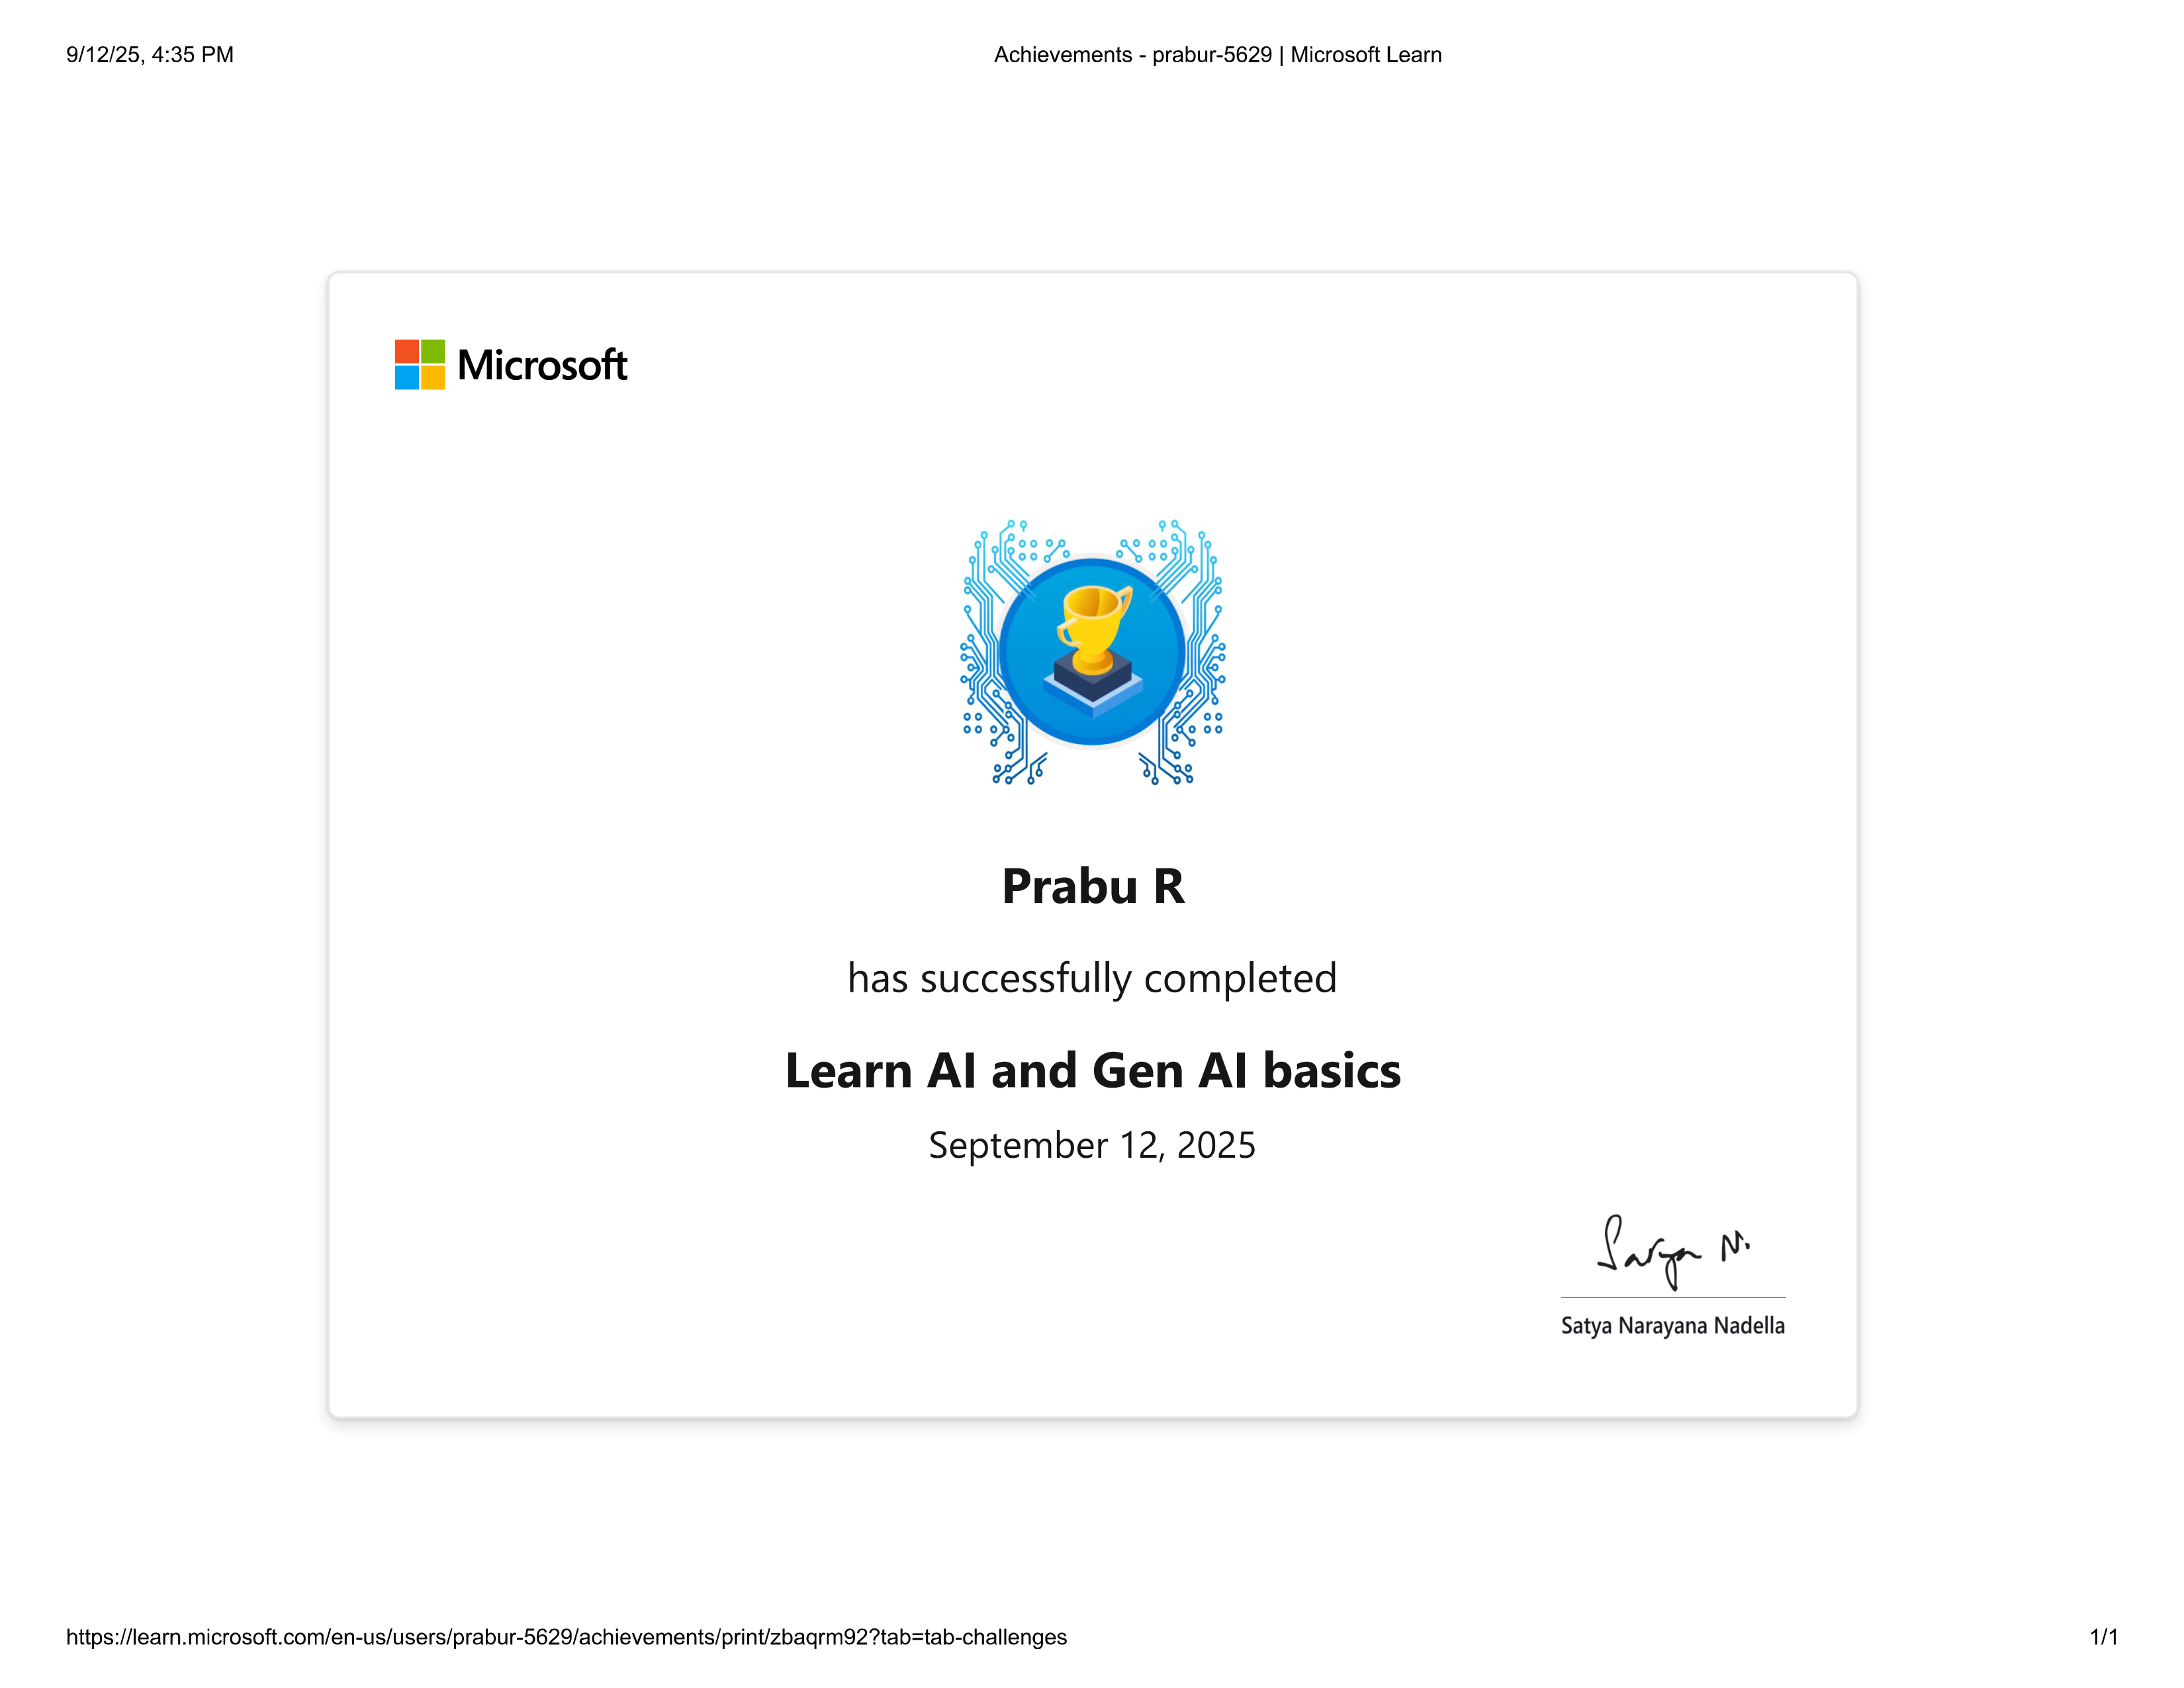 9/12/25, 4:35 PM
Achievements - prabur-5629 | Microsoft Learn
Microsoft
Prabu R
has successfully completed
Learn AI and Gen AI basics
September 12, 2025
Satya N.
Satya Narayana Nadella
https://learn.microsoft.com/en-us/users/prabur-5629/achievements/print/zbaqrm92?tab=tab-challenges
1/1